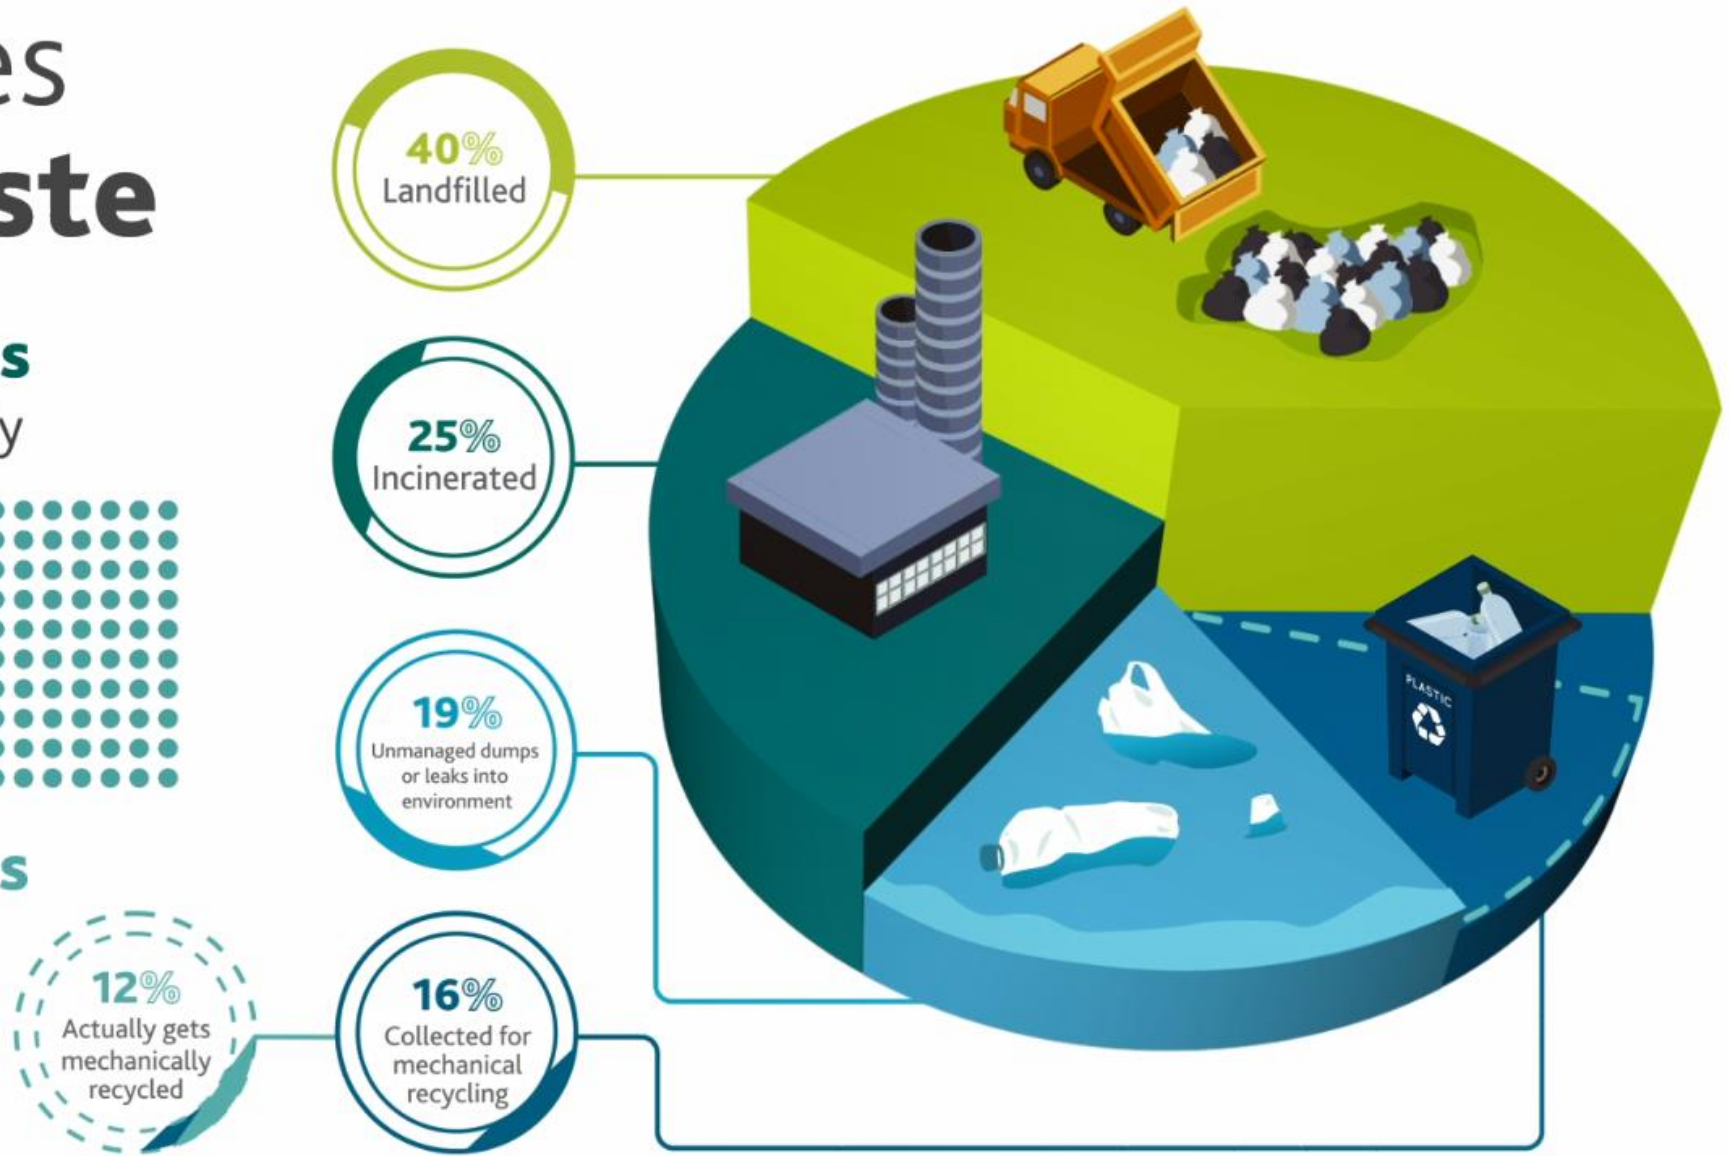 es
ste
s
y
s
40%
Landfilled
25%
Incinerated
19%
Unmanaged dumps
or leaks into
environment
12%
Actually gets
mechanically
recycled
16%
Collected for
mechanical
recycling
PLASTIC